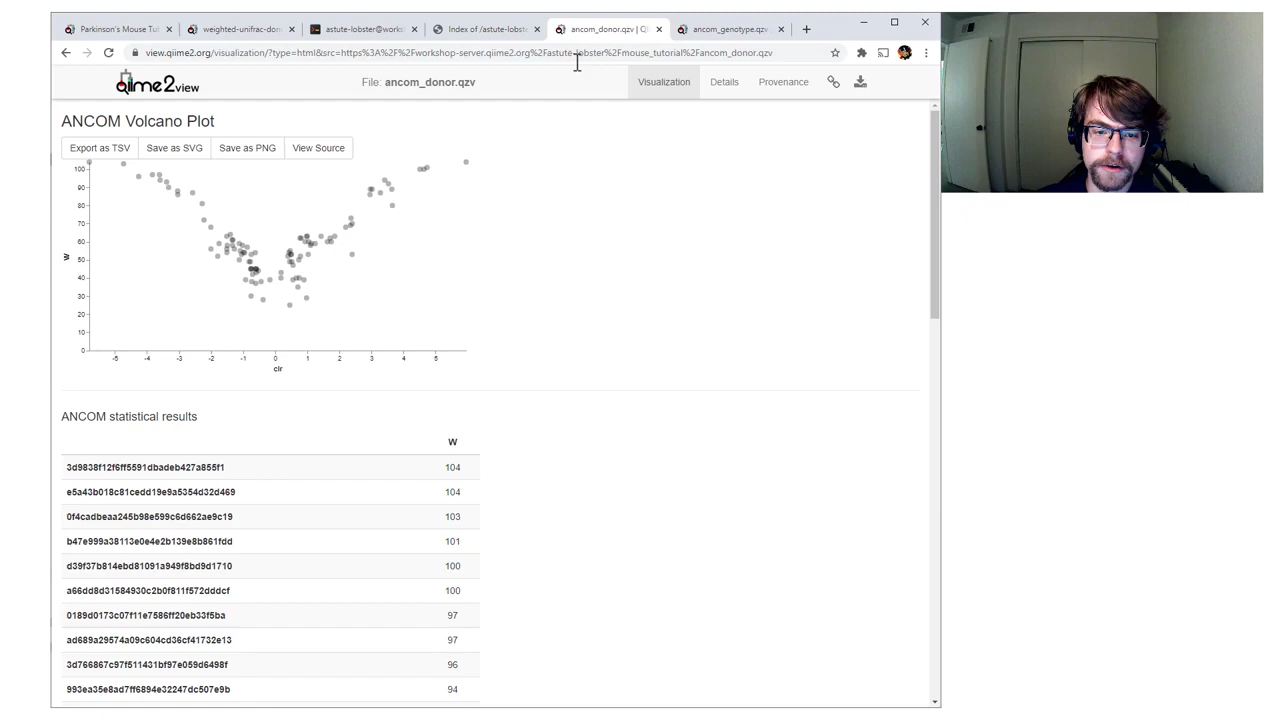 Parkinson's Mouse Tut
weighted-unifrac-don
astute-lobster@works
Index of /astute-lobste
ancom_donor.qzv | QI
ancom_genotype.qzv
view.qiime2.org/visualization/?type=html&src=https%3A%2F%2Fworkshop-server.qiime2.org%2Fastute-lobster%2Fmouse_tutorial%2Fancom_donor.qzv
qiime2view
File: ancom_donor.qzv
Visualization
Details
Provenance
ANCOM Volcano Plot
Export as TSV
Save as SVG
Save as PNG
View Source
100
90
80
70
60
50
40
30
20
10
0
W
-5 -4 -3 -2 -1 0 1 2 3 4 5
clr
ANCOM statistical results
W
3d9838f12f6ff5591dbadeb427a855f1 104
e5a43b018c81cedd19e9a5354d32d469 104
0f4cadbeaa245b98e599c6d662ae9c19 103
b47e999a38113e0e4e2b139e8b861fdd 101
d39f37b814ebd81091a949f8bd9d1710 100
a66dd8d31584930c2b0f811f572dddcf 100
0189d0173c07f11e7586ff20eb33f5ba 97
ad689a29574a09c604cd36cf41732e13 97
3d766867c97f511431bf97e059d6498f 96
993ea35e8ad7ff6894e32247dc507e9b 94